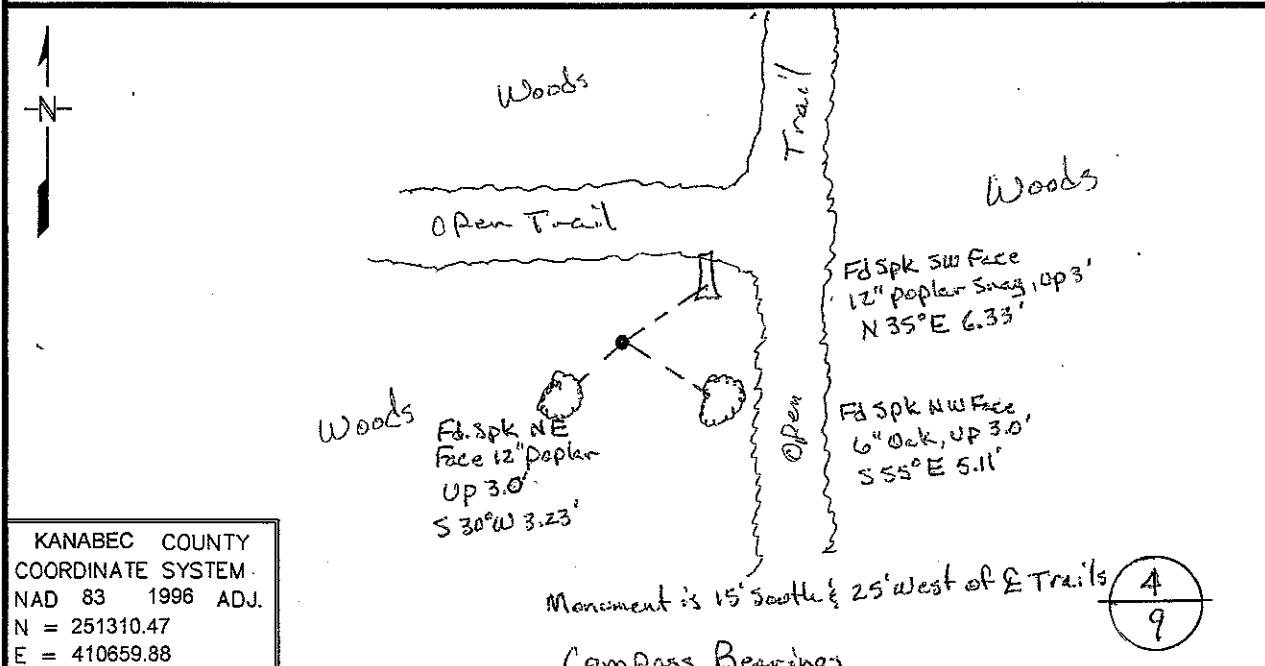 -N-
Woods
Trail
Woods
Open Trail
Fd Spk SW Face
12" Poplar Snag, Up 3'
N 35°E 6.33'
Woods
Fd. Spk NE
Face 12" Poplar
Up 3.0'
S 30°W 3.23'
Open
Fd Spk NW Face
6" Oak, Up 3.0'
S 55°E 5.11'
KANABEC COUNTY
COORDINATE SYSTEM
NAD 83 1996 ADJ.
N = 251310.47
E = 410659.88
Monument is 15' South & 25' West of ℄ Trails
4
9
Compass Bearings